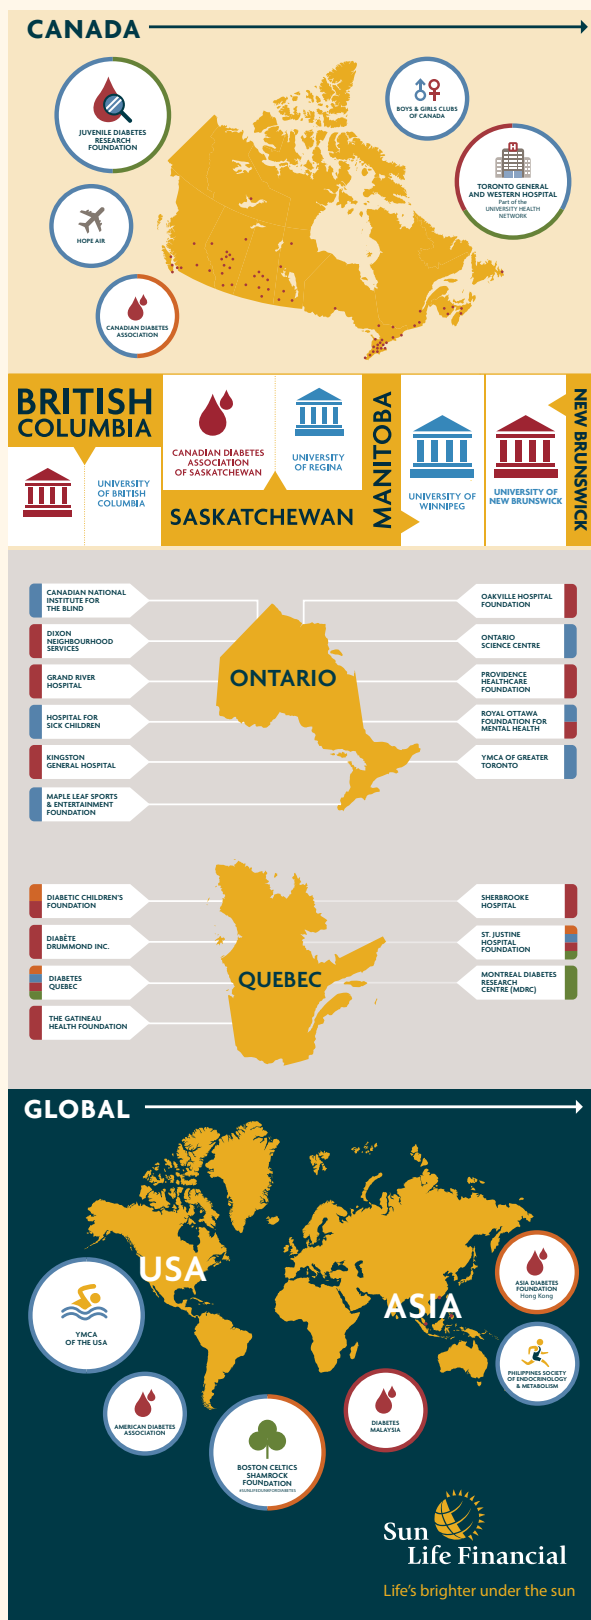 CANADA
JUVENILE DIABETES
RESEARCH
FOUNDATION
BOYS & GIRLS CLUBS
OF CANADA
H
TORONTO GENERAL
AND WESTERN HOSPITAL
Part of the
UNIVERSITY HEALTH
NETWORK
HOPE AIR
CANADIAN DIABETES
ASSOCIATION
BRITISH
COLUMBIA
UNIVERSITY
OF BRITISH
COLUMBIA
CANADIAN DIABETES
ASSOCIATION
OF SASKATCHEWAN
UNIVERSITY
OF REGINA
SASKATCHEWAN
MANITOBA
UNIVERSITY OF
WINNIPEG
UNIVERSITY OF
NEW BRUNSWICK
NEW BRUNSWICK
CANADIAN NATIONAL
INSTITUTE FOR
THE BLIND
DIXON
NEIGHBOURHOOD
SERVICES
GRAND RIVER
HOSPITAL
HOSPITAL FOR
SICK CHILDREN
KINGSTON
GENERAL HOSPITAL
MAPLE LEAF SPORTS
& ENTERTAINMENT
FOUNDATION
ONTARIO
OAKVILLE HOSPITAL
FOUNDATION
ONTARIO
SCIENCE CENTRE
PROVIDENCE
HEALTHCARE
FOUNDATION
ROYAL OTTAWA
FOUNDATION FOR
MENTAL HEALTH
YMCA OF GREATER
TORONTO
DIABETIC CHILDREN'S
FOUNDATION
DIABÈTE
DRUMMOND INC.
DIABETES
QUEBEC
THE GATINEAU
HEALTH FOUNDATION
QUEBEC
SHERBROOKE
HOSPITAL
ST. JUSTINE
HOSPITAL
FOUNDATION
MONTREAL DIABETES
RESEARCH
CENTRE (MDRC)
GLOBAL
USA
ASIA
YMCA
OF THE USA
AMERICAN DIABETES
ASSOCIATION
BOSTON CELTICS
SHAMROCK
FOUNDATION
#SUNLIFEDUNKFORDIABETES
DIABETES
MALAYSIA
ASIA DIABETES
FOUNDATION
Hong Kong
PHILIPPINES SOCIETY
OF ENDOCRINOLOGY
& METABOLISM
Sun
Life Financial
Life's brighter under the sun